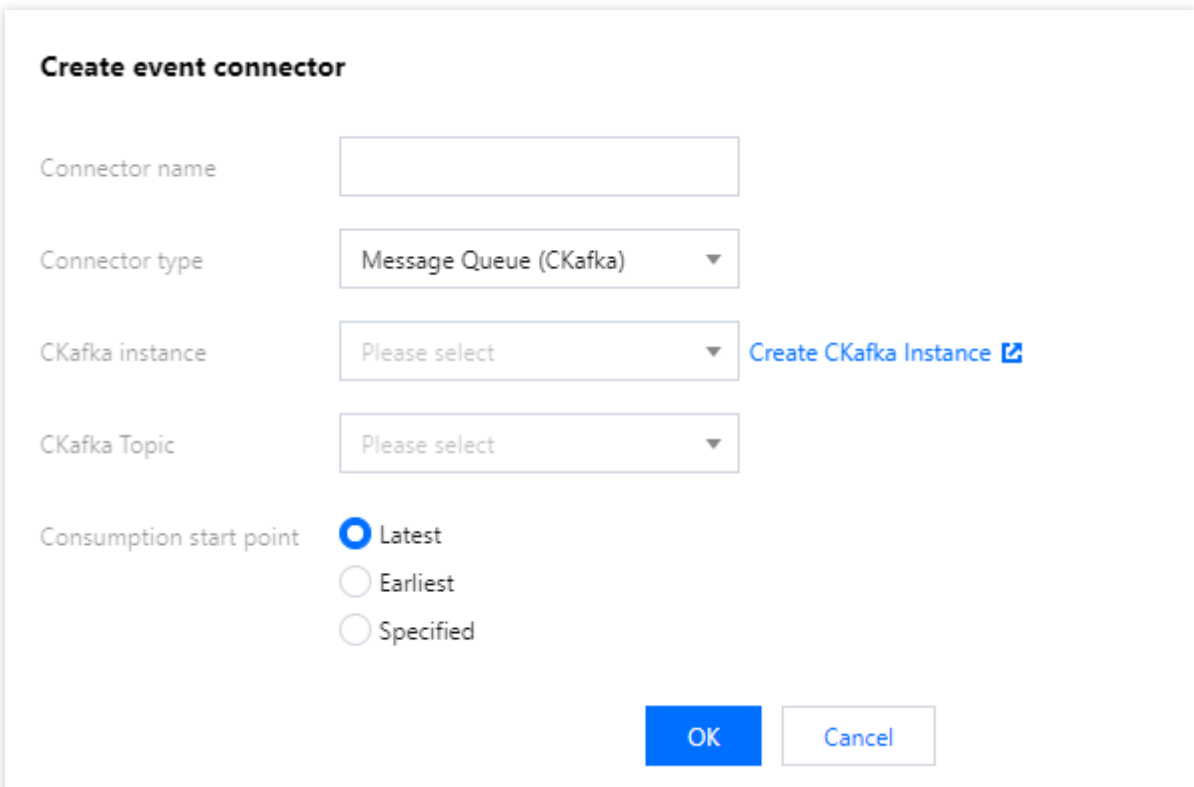 Create event connector
Connector name
Connector type Message Queue (CKafka)
CKafka instance Please select Create CKafka Instance
CKafka Topic Please select
Consumption start point Latest
Earliest
Specified
OK Cancel